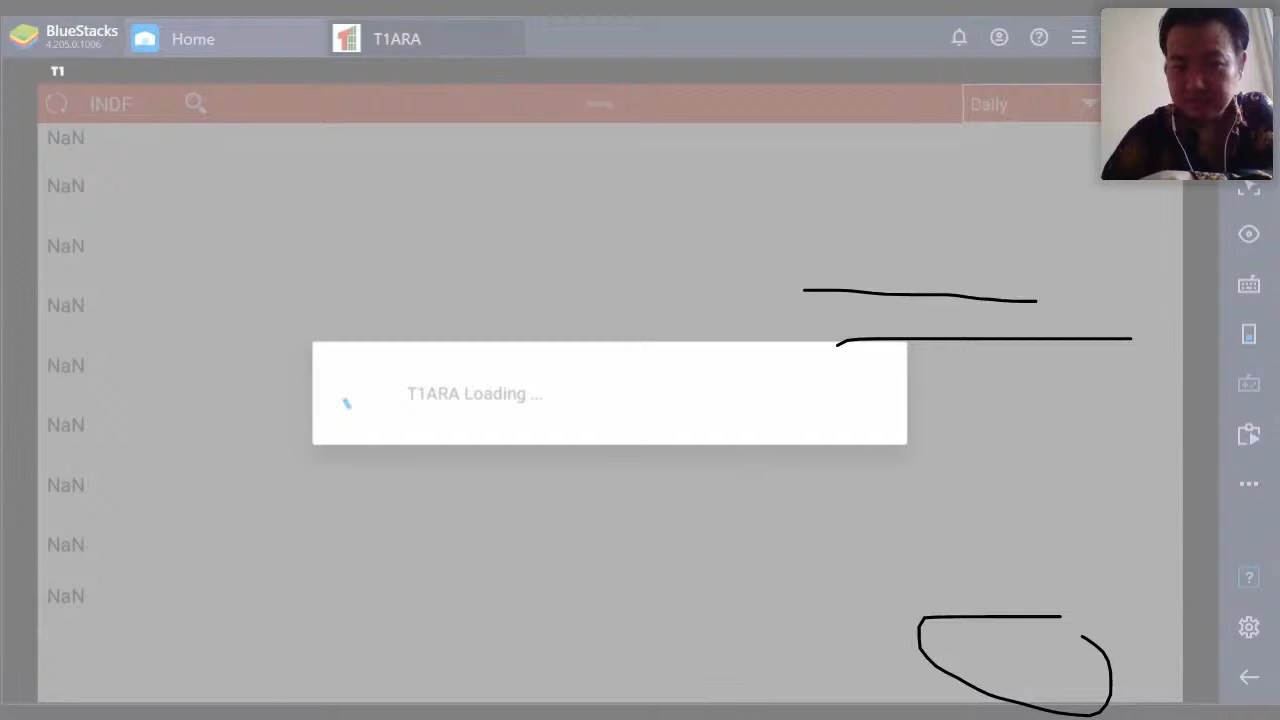 BlueStacks
4.205.0.1006
Home
T1ARA
T1
INDF
Daily
NaN
NaN
NaN
NaN
NaN
T1ARA Loading ...
NaN
NaN
NaN
NaN